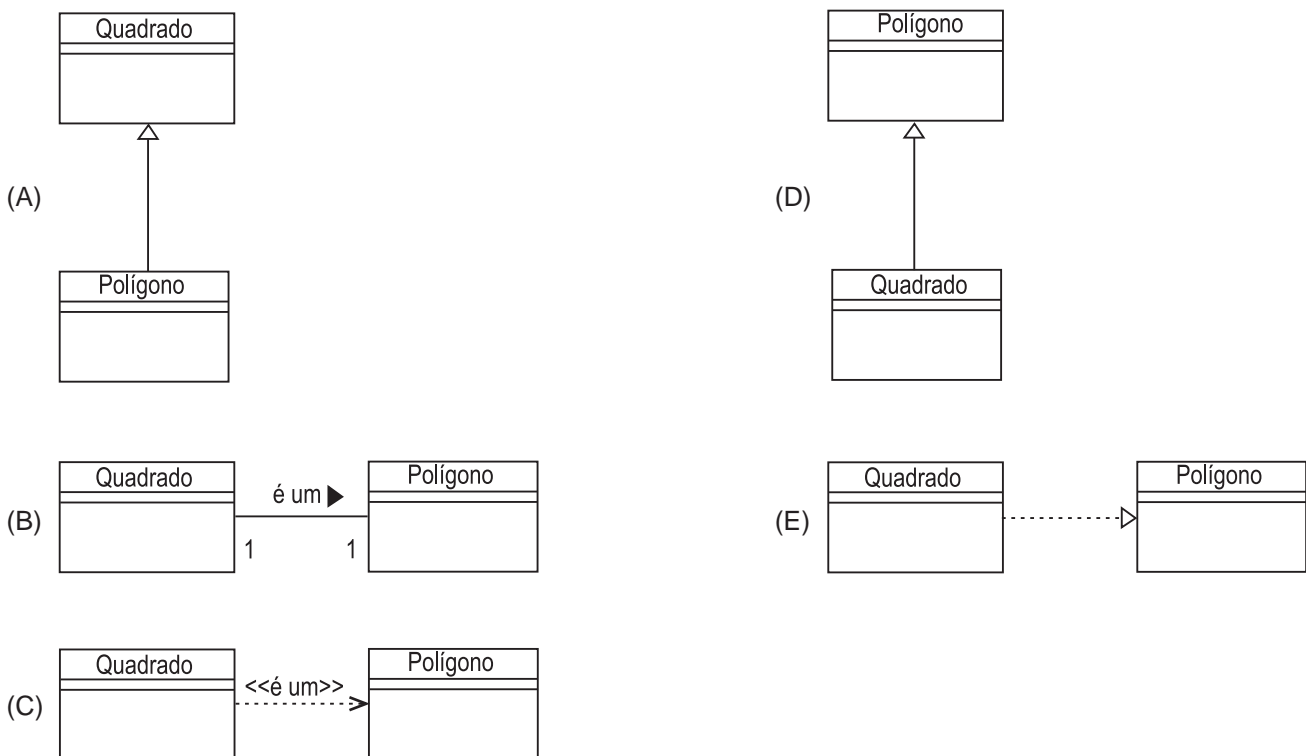 Quadrado
(A)
Polígono
Quadrado é um Polígono
(B)
1 1
Quadrado <<é um>> Polígono
(C)
Polígono
(D)
Quadrado
Quadrado Polígono
(E)